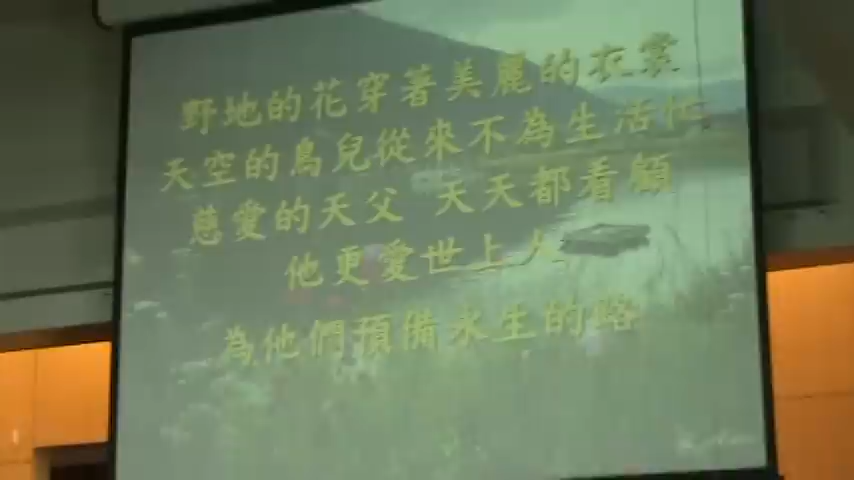 野地的花穿著美麗的衣裳
天空的鳥兒從來不為生活忙
慈愛的天父 天天都看顧
他更愛世上人
為他們預備永生的路